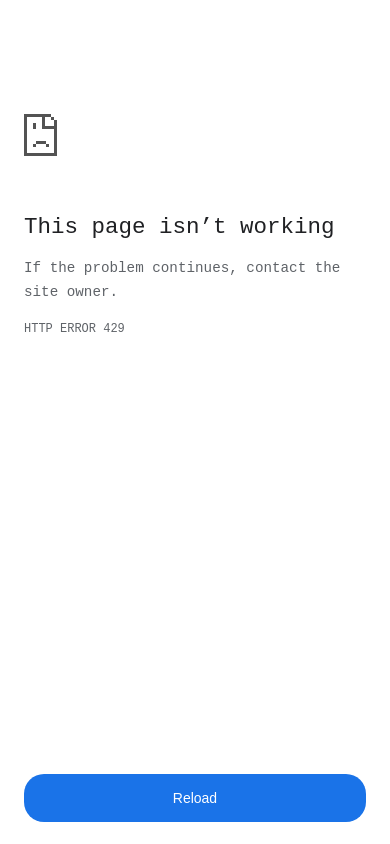 This page isn’t working
If the problem continues, contact the
site owner.
HTTP ERROR 429
Reload